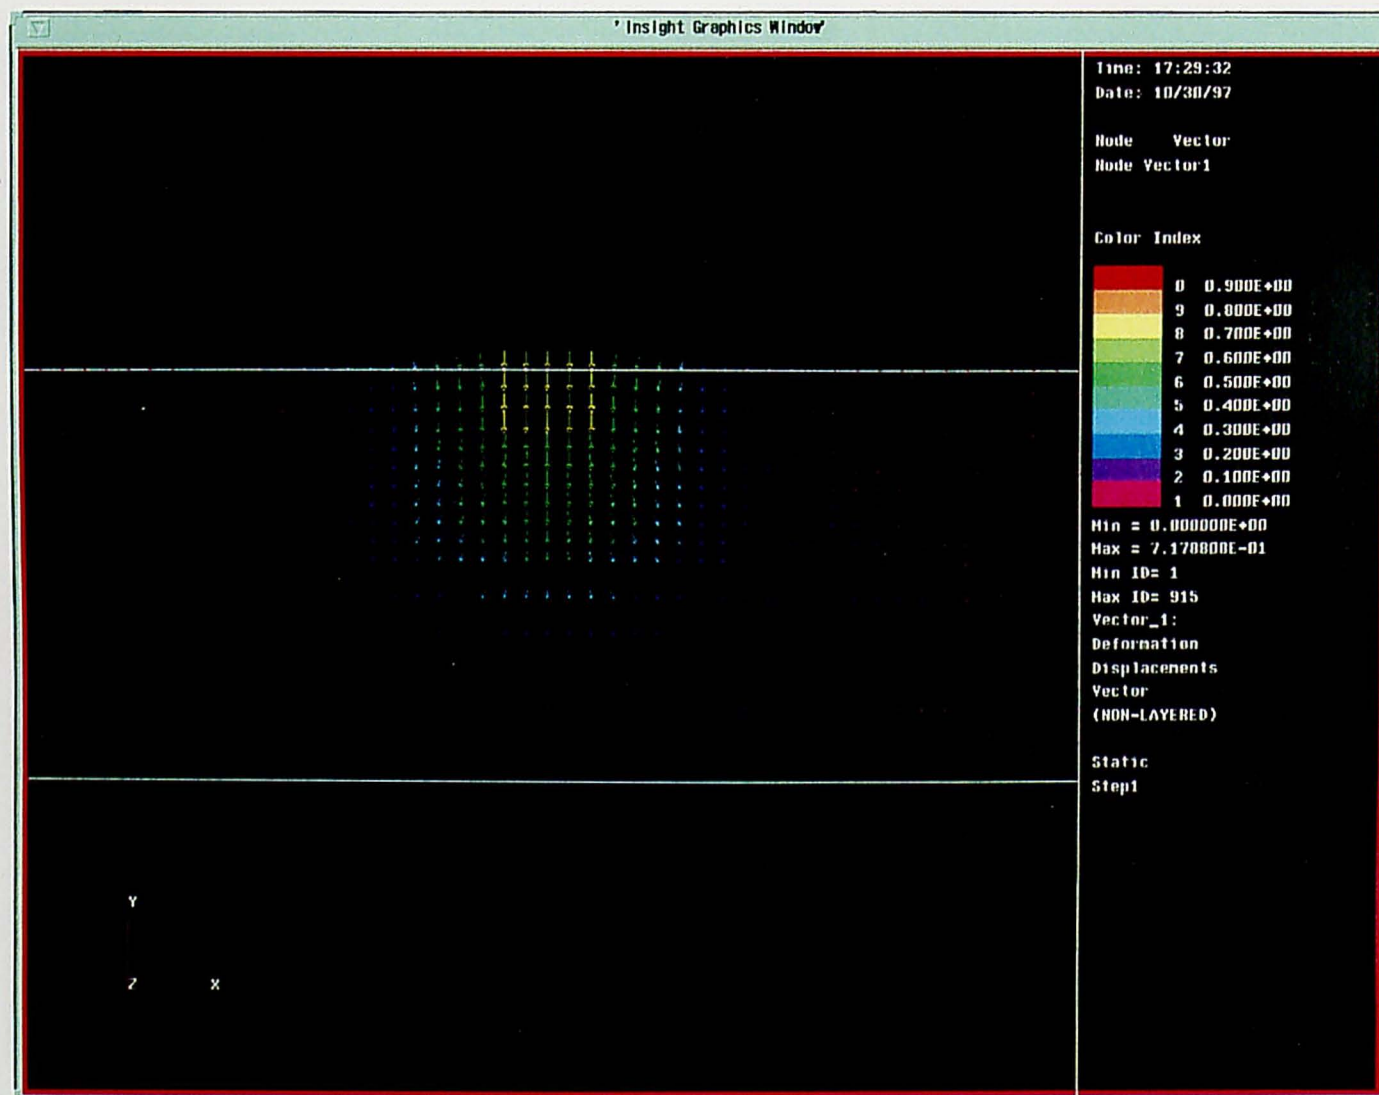 'Insight Graphics Window'
Time: 17:29:32
Date: 10/30/97
Node Vector
Node Vector1
Color Index
0 0.900E+00
9 0.800E+00
8 0.700E+00
7 0.600E+00
6 0.500E+00
5 0.400E+00
4 0.300E+00
3 0.200E+00
2 0.100E+00
1 0.000E+00
Min = 0.000000E+00
Max = 7.170800E-01
Min ID= 1
Max ID= 915
Vector_1:
Deformation
Displacements
Vector
(NON-LAYERED)
Static
Step1
Y
Z X